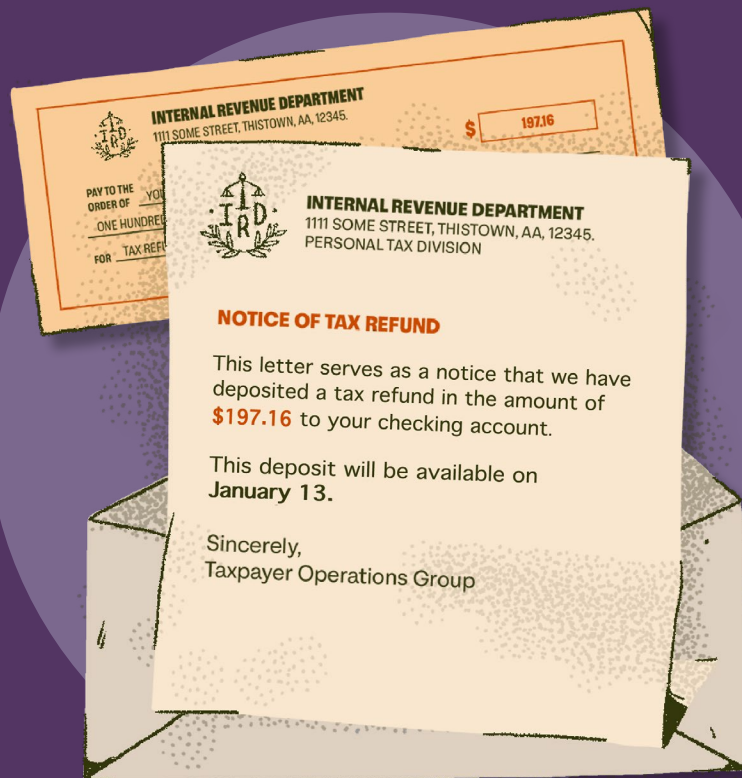 INTERNAL REVENUE DEPARTMENT
1111 SOME STREET, THISTOWN, AA, 12345.
$ 197.16
PAY TO THE
ORDER OF
ONE
FOR TAX
IRD
INTERNAL REVENUE DEPARTMENT
1111 SOME STREET, THISTOWN, AA, 12345.
PERSONAL TAX DIVISION
NOTICE OF TAX REFUND
This letter serves as a notice that we have
deposited a tax refund in the amount of
$197.16 to your checking account.
This deposit will be available on
January 13.
Sincerely,
Taxpayer Operations Group